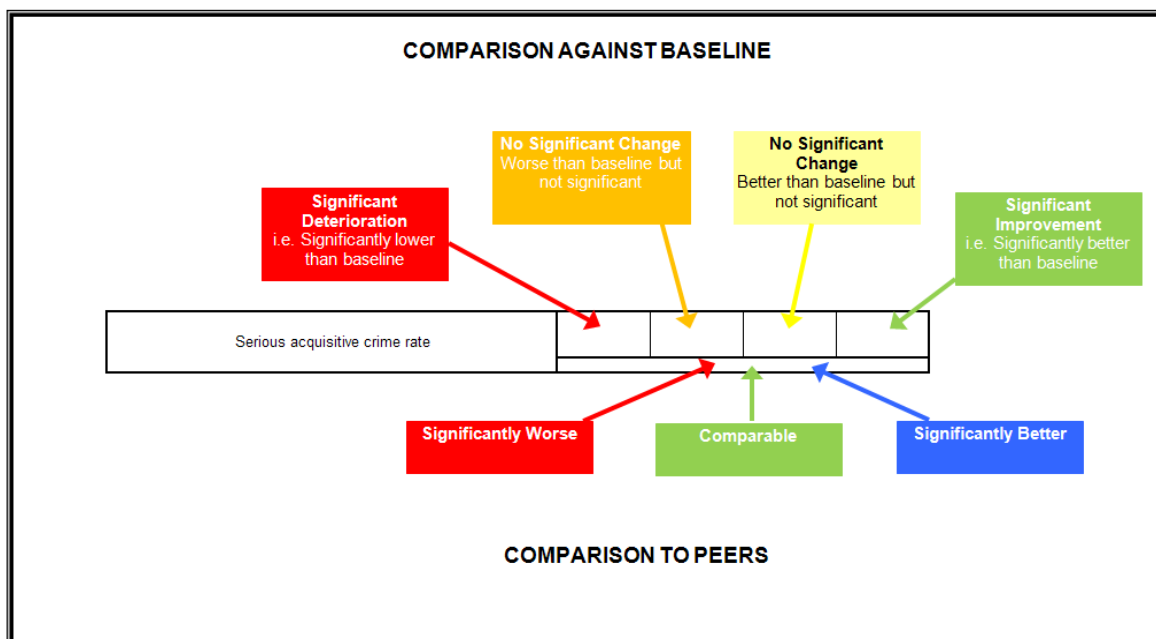 COMPARISON AGAINST BASELINE
No Significant Change
Worse than baseline but
not significant
No Significant
Change
Better than baseline but
not significant
Significant
Deterioration
i.e. Significantly lower
than baseline
Significant
Improvement
i.e. Significantly better
than baseline
Serious acquisitive crime rate
Significantly Worse
Comparable
Significantly Better
COMPARISON TO PEERS